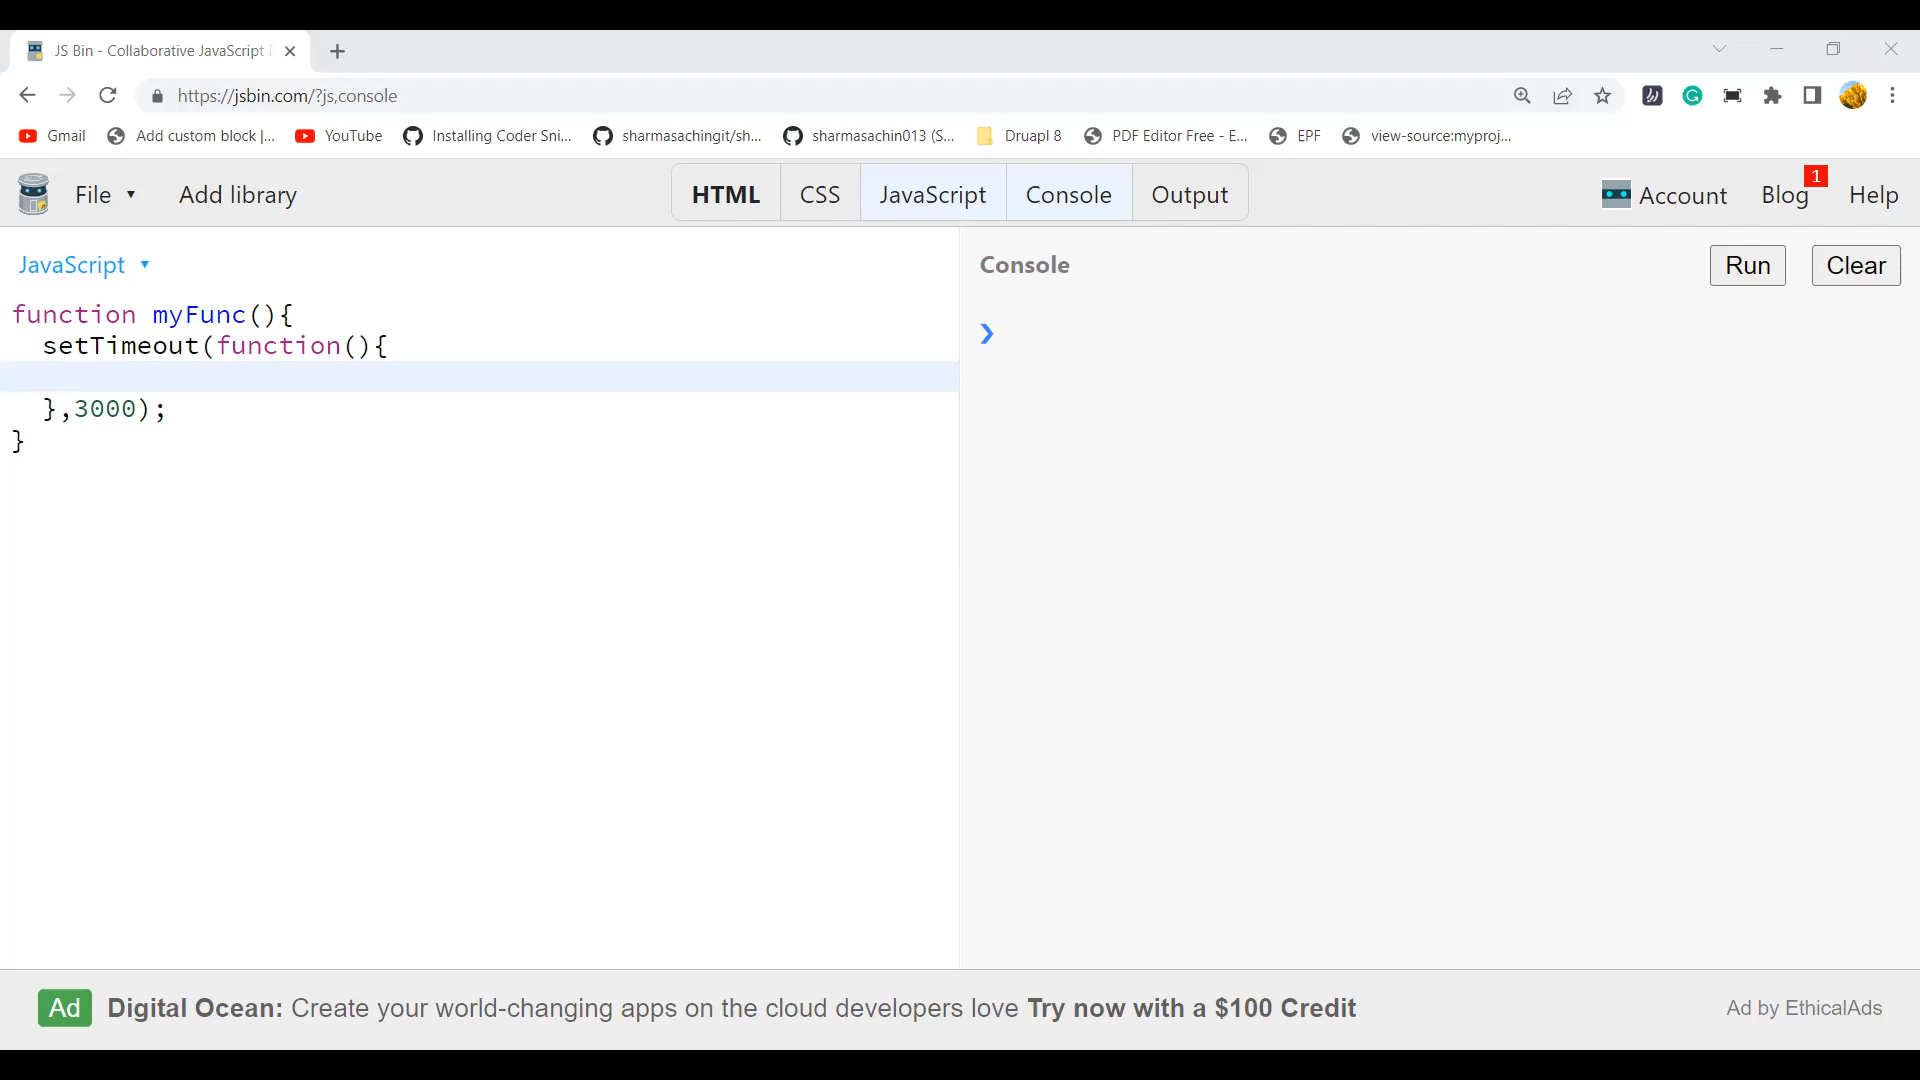 JS Bin - Collaborative JavaScript
https://jsbin.com/?js,console
Gmail
Add custom block |...
YouTube
Installing Coder Sni...
sharmasachingit/sh...
sharmasachin013 (S...
Druapl 8
PDF Editor Free - E...
EPF
view-source:myproj...
File
Add library
HTML
CSS
JavaScript
Console
Output
Account
Blog
1
Help
JavaScript
function myFunc(){
setTimeout(function(){
},3000);
}
Console
Run
Clear
Ad Digital Ocean: Create your world-changing apps on the cloud developers love Try now with a $100 Credit
Ad by EthicalAds